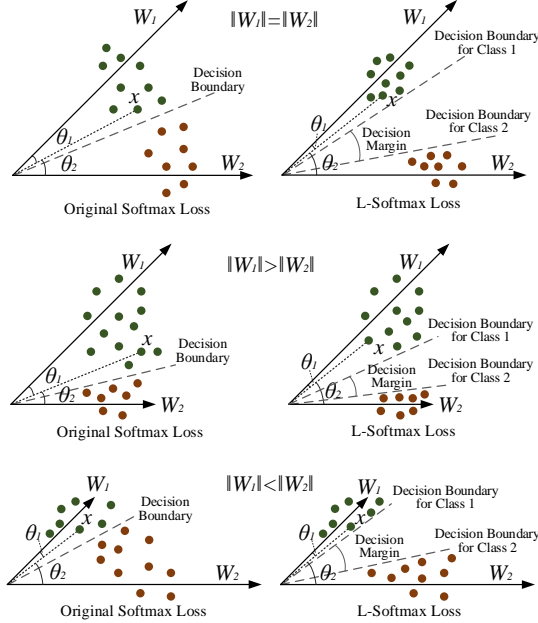 W1
‖W1‖=‖W2‖
Decision
Boundary
x
θ1
θ2
W2
Original Softmax Loss
W1
Decision Boundary
for Class 1
x
Decision Boundary
for Class 2
θ1
Decision
Margin
θ2
W2
L-Softmax Loss
W1
‖W1‖>‖W2‖
x
Decision
Boundary
θ1
θ2
W2
Original Softmax Loss
W1
Decision Boundary
for Class 1
x
Decision Boundary
for Class 2
θ1
Decision
Margin
θ2
W2
L-Softmax Loss
W1
‖W1‖<‖W2‖
Decision
Boundary
x
θ1
θ2
W2
Original Softmax Loss
W1
Decision Boundary
for Class 1
x
Decision Boundary
for Class 2
θ1
Decision
Margin
θ2
W2
L-Softmax Loss